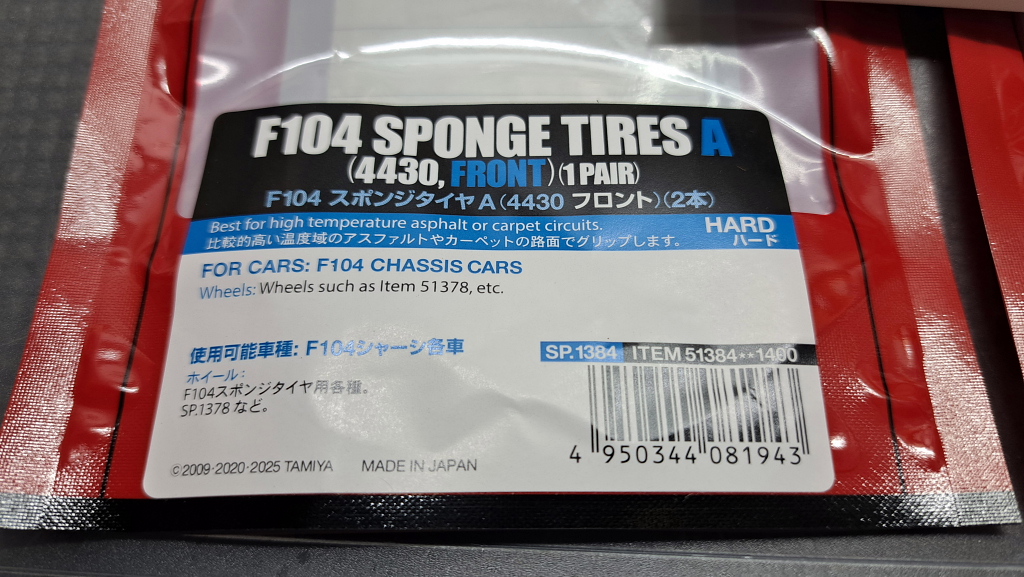 F104 SPONGE TIRES A
(4430, FRONT) (1 PAIR)
F104 スポンジタイヤ A (4430 フロント) (2本)
Best for high temperature asphalt or carpet circuits.
比較的高い温度域のアスファルトやカーペットの路面でグリップします。
HARD
ハード
FOR CARS: F104 CHASSIS CARS
Wheels: Wheels such as Item 51378, etc.
使用可能車種: F104シャーシ各車
ホイール:
F104スポンジタイヤ用各種。
SP.1378 など。
SP.1384 ITEM 51384**1400
4 950344 081943
©2009·2020·2025 TAMIYA MADE IN JAPAN